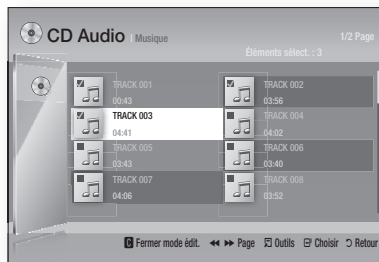 CD Audio | Musique
1/2 Page
Éléments sélect. : 3
TRACK 001
00:43
TRACK 002
03:56
TRACK 003
04:41
TRACK 004
04:02
TRACK 005
03:43
TRACK 006
03:40
TRACK 007
04:06
TRACK 008
03:52
C Fermer mode édit. Page Outils Choisir Retour